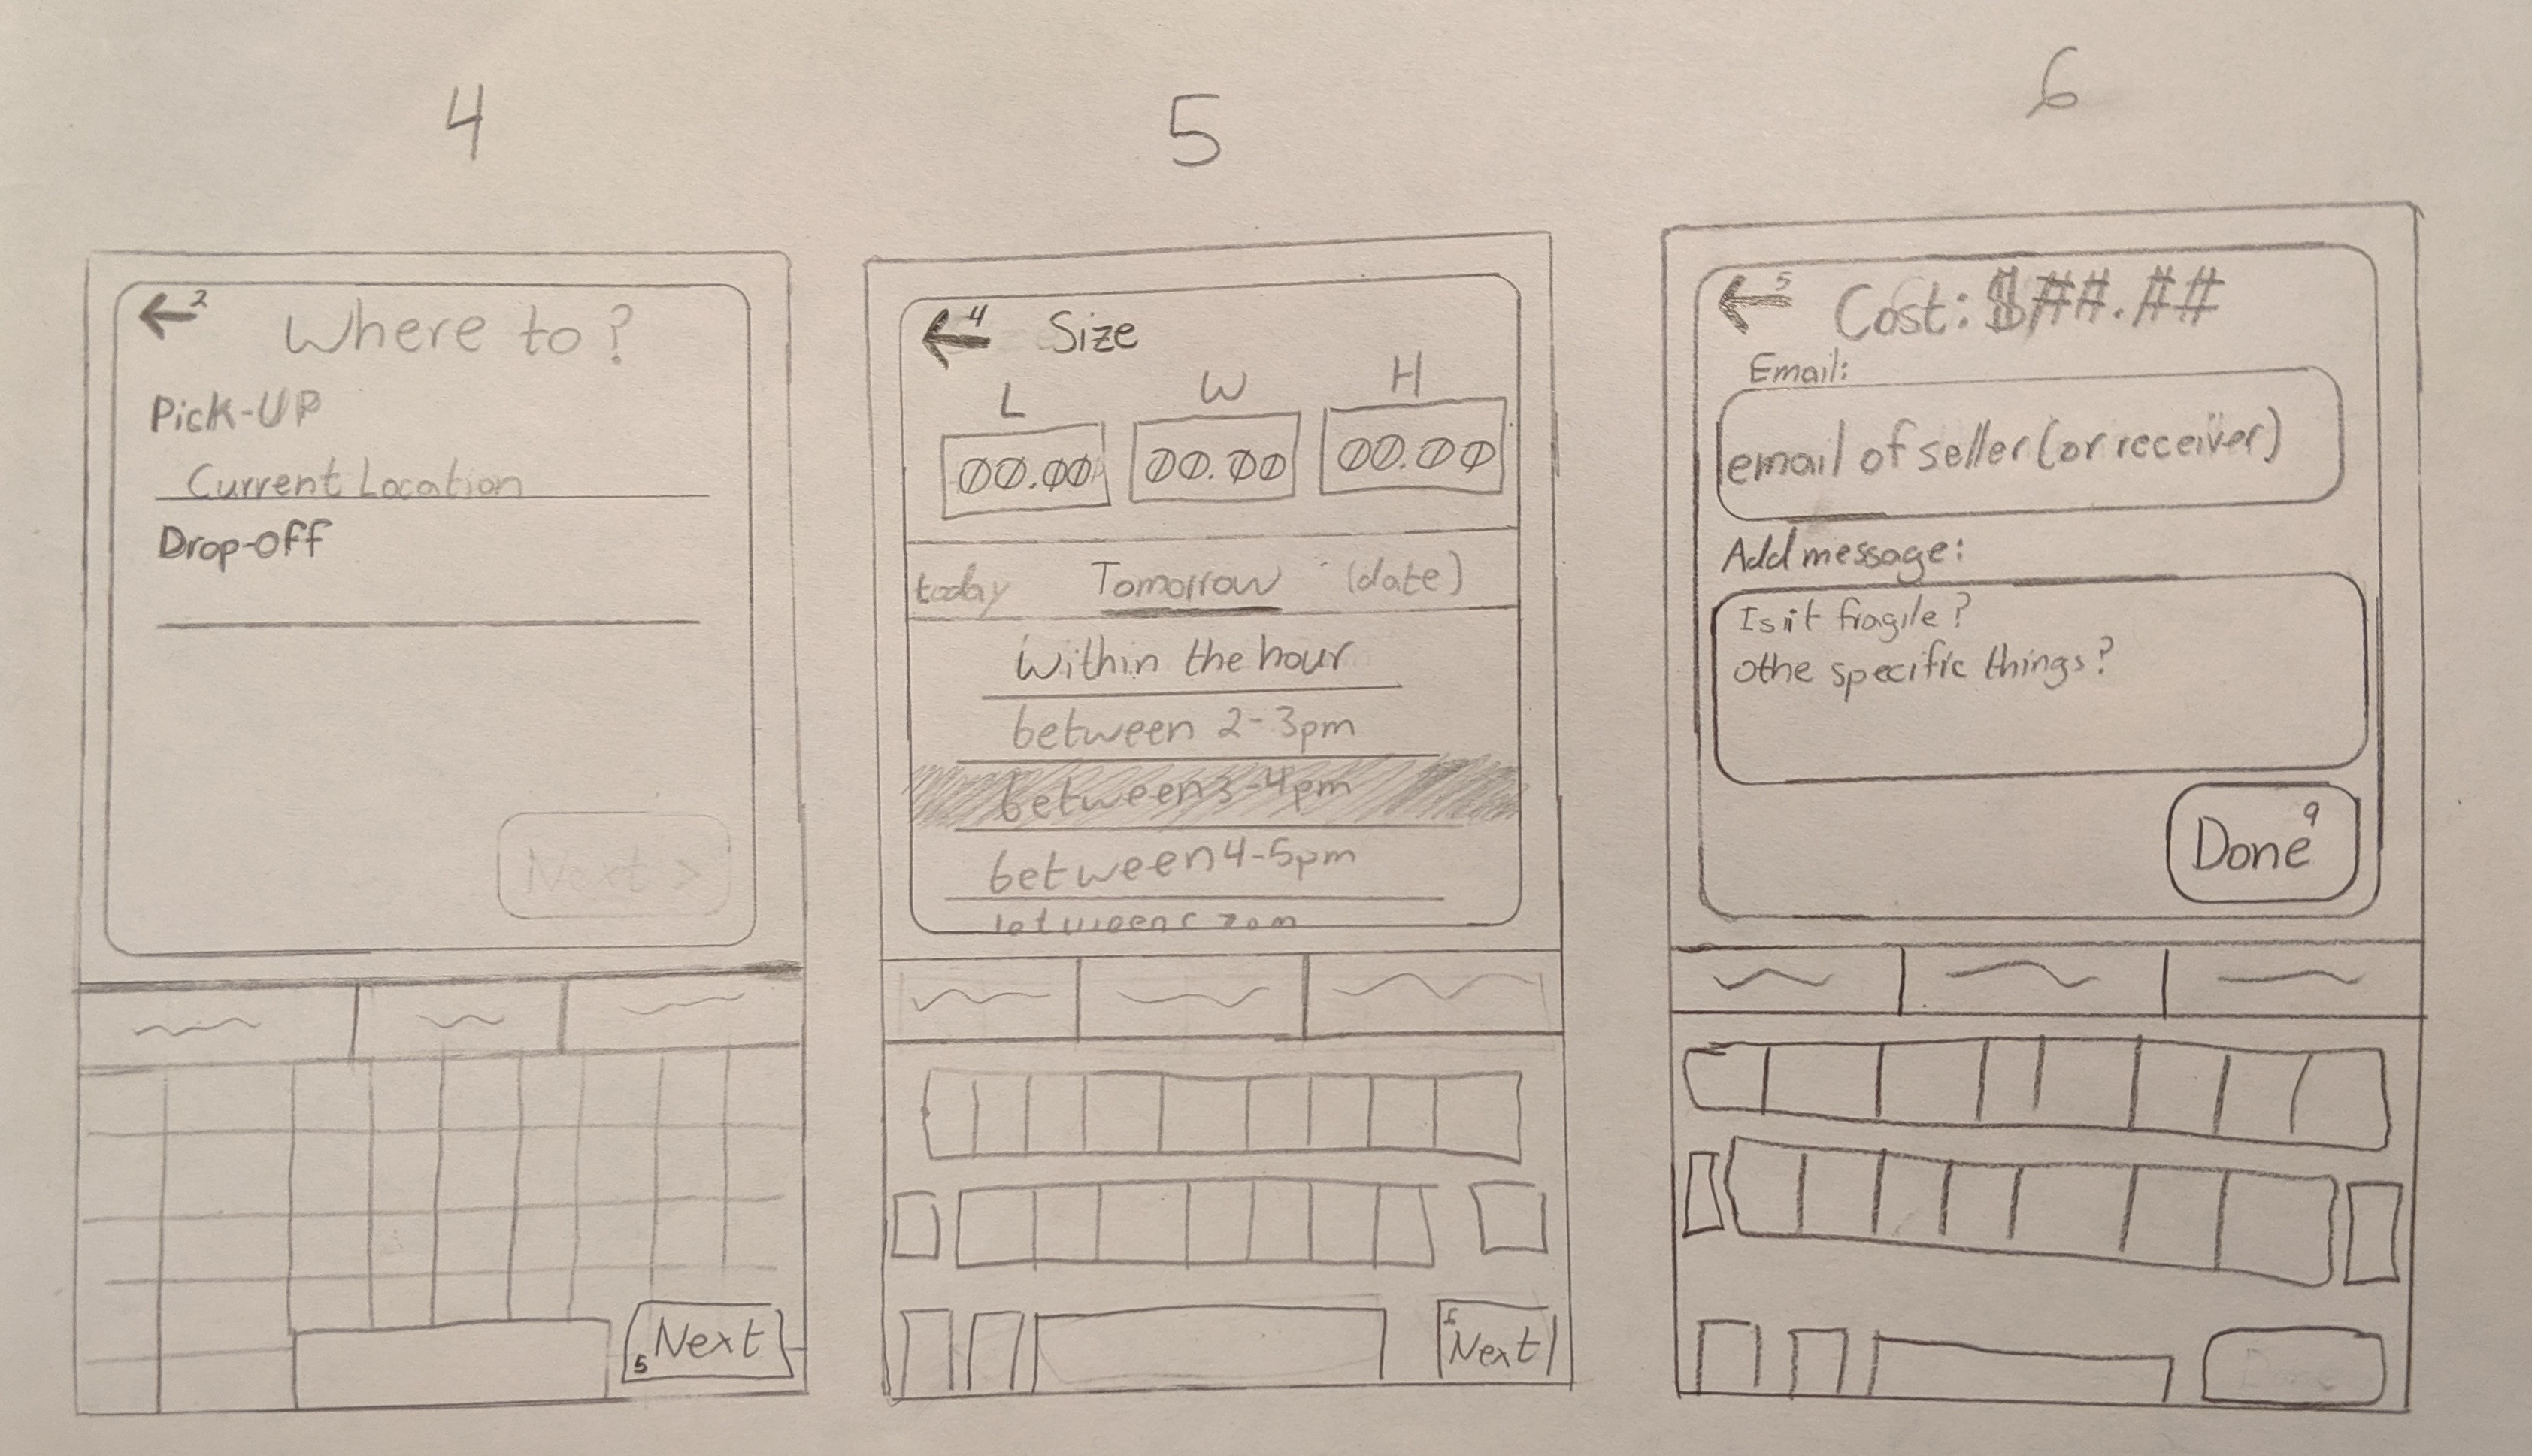 4
2
Where to?
Pick-UP
Current Location
Drop-off
Next >
5 Next
5
4
Size
L W H
00.00 00.00 00.00
today Tomorrow (date)
Within the hour
between 2-3pm
between 3-4pm
between 4-5pm
Next
6
5
Cost: $##.##
Email:
email of seller (or receiver)
Add message:
Is it fragile?
Othe specific things?
Done 9
Done